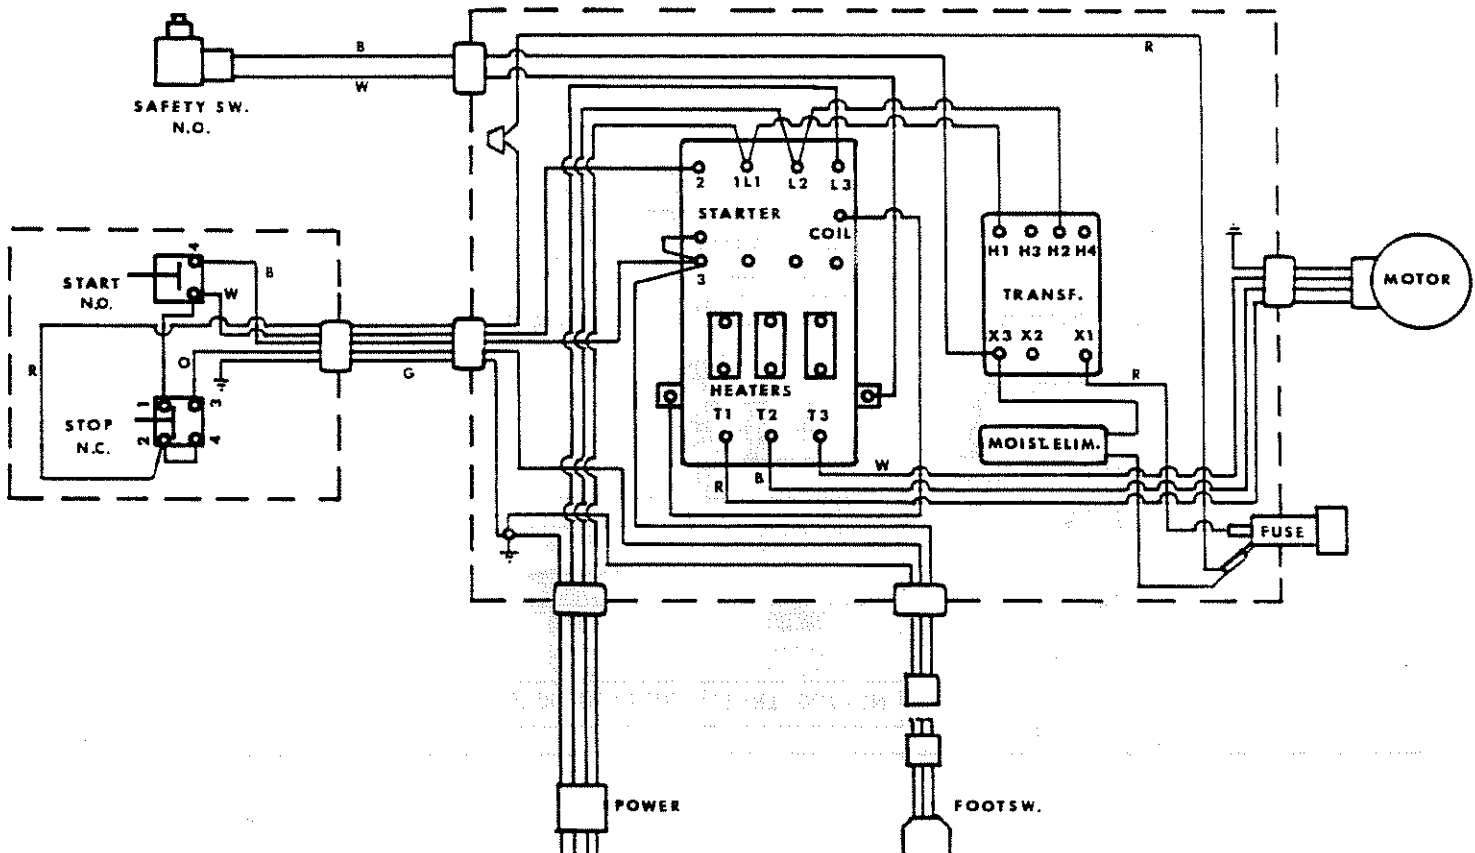 B
R
W
SAFETY SW.
N.O.
2 1L1 L2 L3
STARTER
COIL
4
START
N.O.
B
W
3
H1 H3 H2 H4
TRANSF.
MOTOR
X3 X2 X1
R
O
G
R
HEATERS
1 3
STOP
N.C.
2 4
T1 T2 T3
MOIST. ELIM.
W
B
R
FUSE
POWER
FOOTSW.